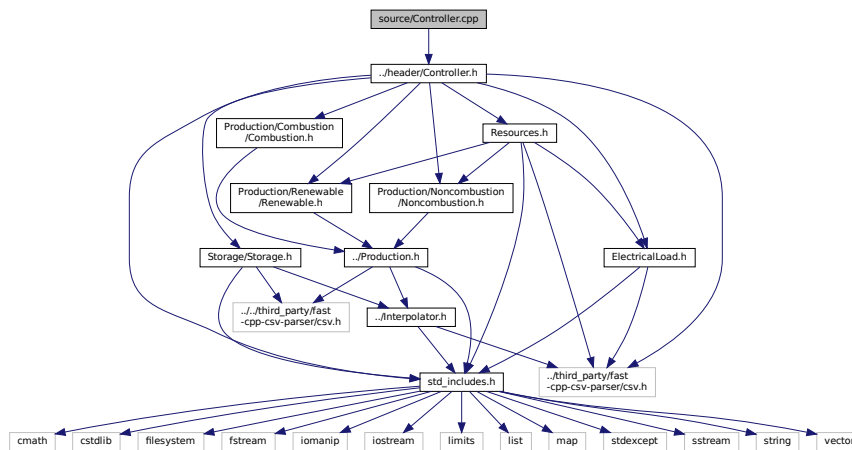 source/Controller.cpp
../header/Controller.h
Production/Combustion
/Combustion.h
Resources.h
Production/Renewable
/Renewable.h
Production/Noncombustion
/Noncombustion.h
Storage/Storage.h
../Production.h
ElectricalLoad.h
../../third_party/fast
-cpp-csv-parser/csv.h
../Interpolator.h
std_includes.h
../third_party/fast
-cpp-csv-parser/csv.h
cmath
cstdlib
filesystem
fstream
iomanip
iostream
limits
list
map
stdexcept
sstream
string
vector